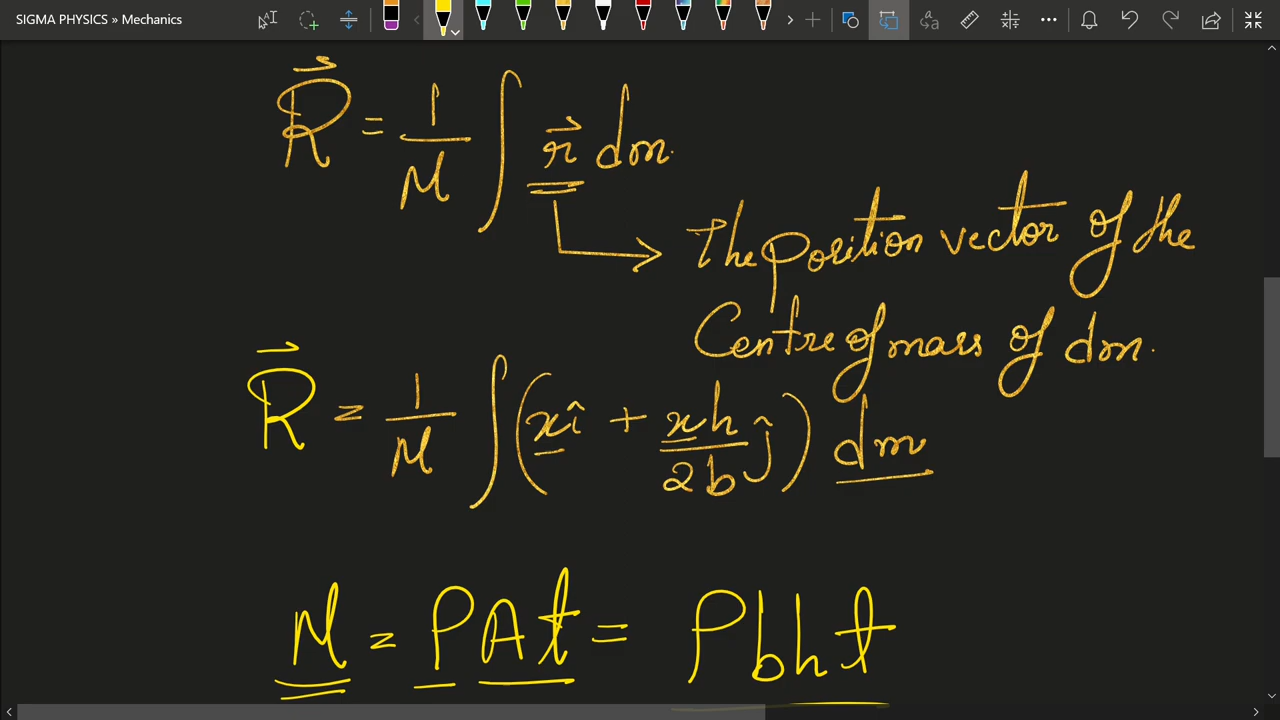 SIGMA PHYSICS » Mechanics
R⃗ = 1/M ∫ r⃗ dm.
The position vector of the
Centre of mass of dm.
R⃗ = 1/M ∫ (xî + xh/2b ĵ) dm
M = ρAt = ρbht